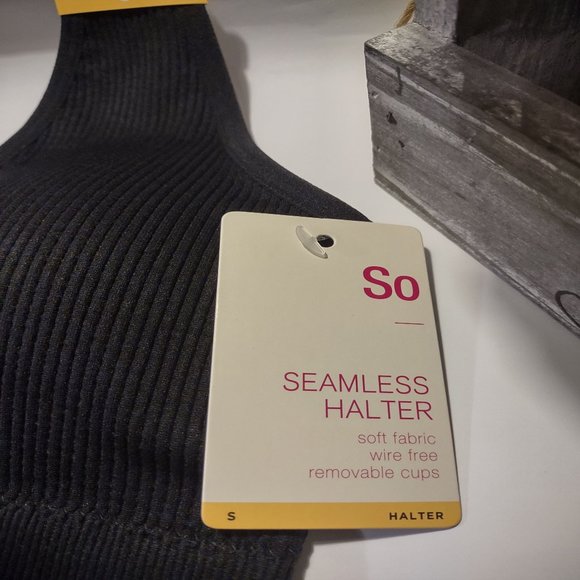 So
SEAMLESS
HALTER
soft fabric
wire free
removable cups
S HALTER